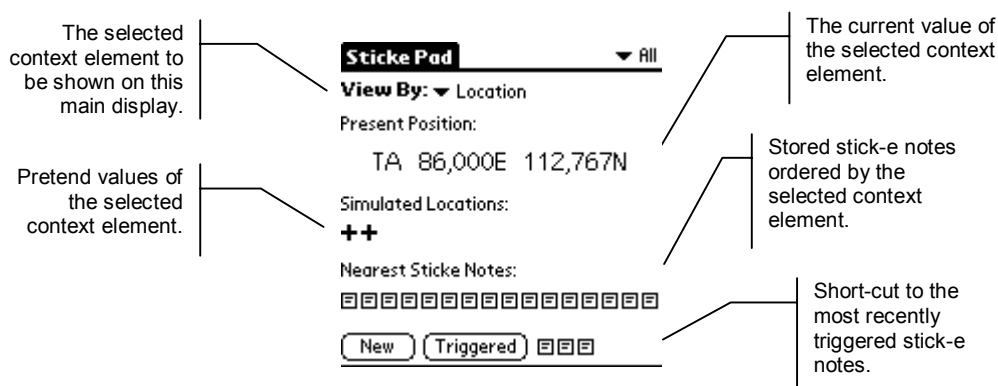 The selected
context element to
be shown on this
main display.
Pretend values of
the selected
context element.
Sticke Pad
All
View By: Location
Present Position:
TA 86,000E 112,767N
Simulated Locations:
++
Nearest Sticke Notes:
New Triggered
The current value of
the selected context
element.
Stored stick-e notes
ordered by the
selected context
element.
Short-cut to the
most recently
triggered stick-e
notes.